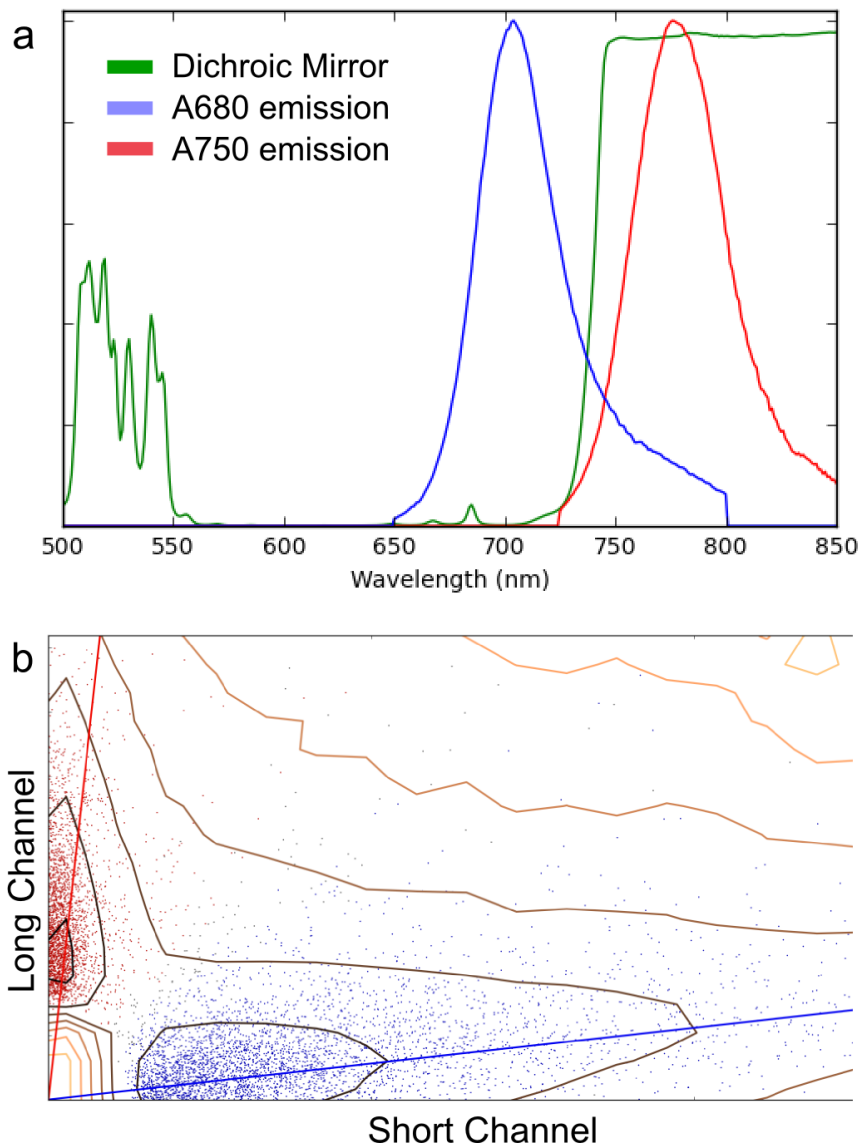 a
Dichroic Mirror
A680 emission
A750 emission
500 550 600 650 700 750 800 850
Wavelength (nm)
b
Long Channel
Short Channel